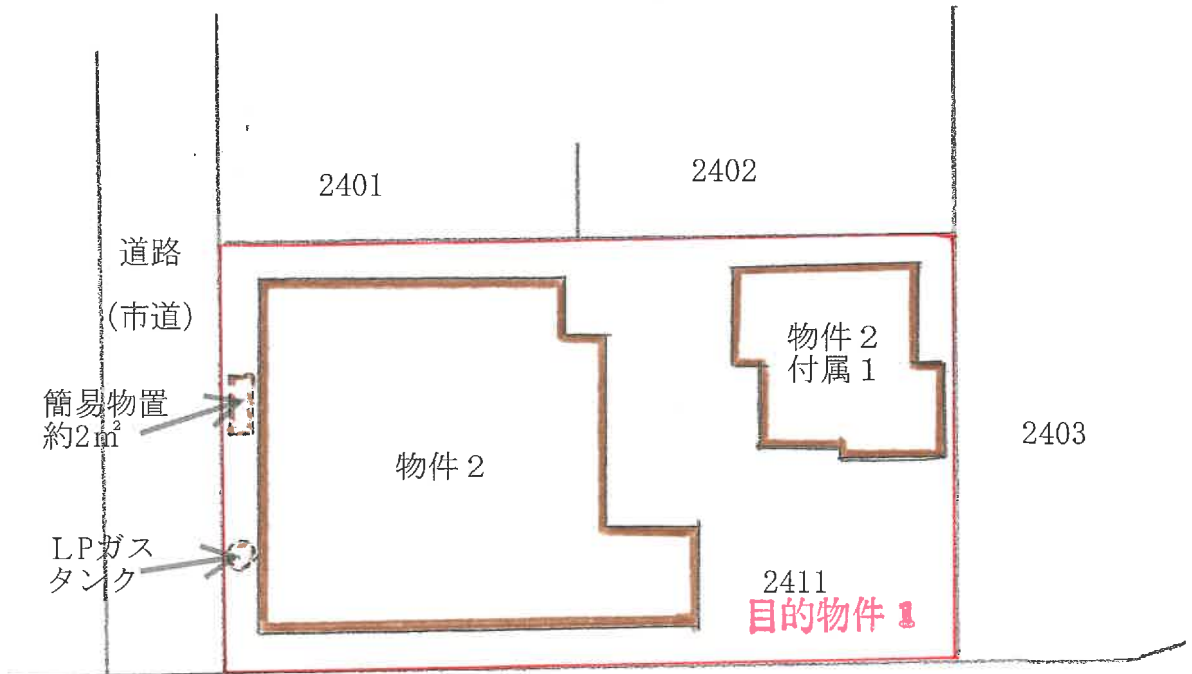 2401
2402
道路
(市道)
物件２
付属１
簡易物置
約2㎡
2403
物件２
ＬＰガス
タンク
2411
目的物件 1